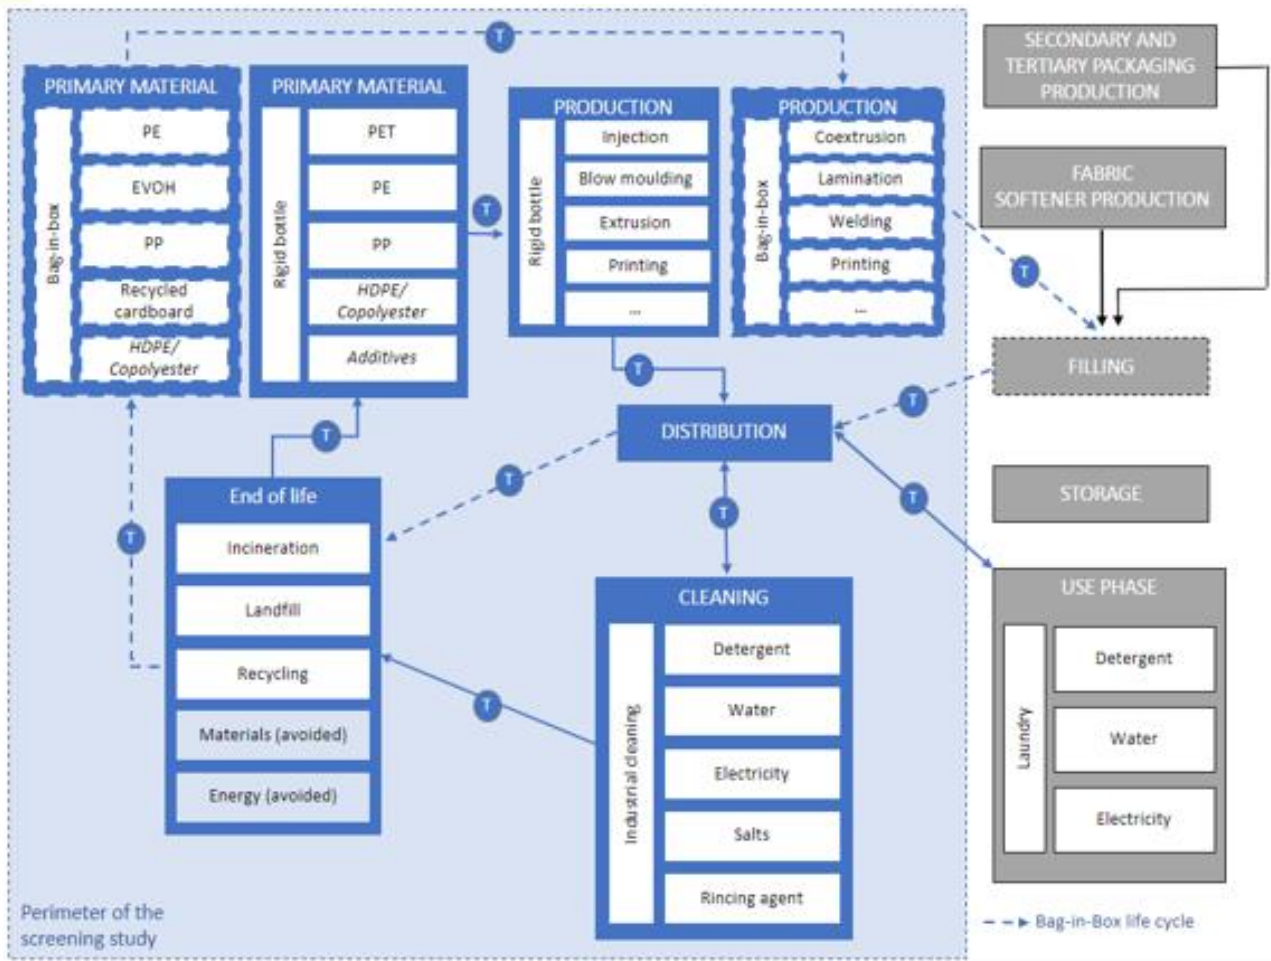 T
PRIMARY MATERIAL
Bag-in-box
PE
EVOH
PP
Recycled
cardboard
HDPE/
Copolyester
PRIMARY MATERIAL
Rigid bottle
PET
PE
PP
HDPE/
Copolyester
Additives
T
PRODUCTION
Rigid bottle
Injection
Blow moulding
Extrusion
Printing
...
PRODUCTION
Bag-in-box
Coextrusion
Lamination
Welding
Printing
...
SECONDARY AND
TERTIARY PACKAGING
PRODUCTION
FABRIC
SOFTENER PRODUCTION
T
FILLING
T
T
DISTRIBUTION
T
T
T
T
T
STORAGE
End of life
Incineration
Landfill
Recycling
Materials (avoided)
Energy (avoided)
T
CLEANING
Industrial cleaning
Detergent
Water
Electricity
Salts
Rincing agent
USE PHASE
Laundry
Detergent
Water
Electricity
Perimeter of the
screening study
Bag-in-Box life cycle